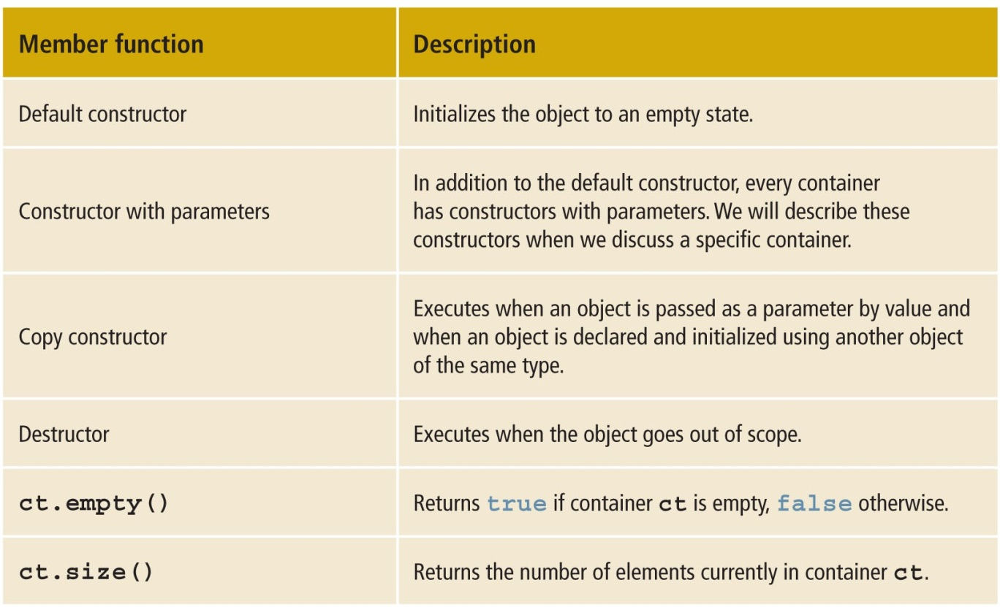 Member function
Description
Default constructor
Initializes the object to an empty state.
Constructor with parameters
In addition to the default constructor, every container
has constructors with parameters. We will describe these
constructors when we discuss a specific container.
Copy constructor
Executes when an object is passed as a parameter by value and
when an object is declared and initialized using another object
of the same type.
Destructor
Executes when the object goes out of scope.
ct.empty()
Returns true if container ct is empty, false otherwise.
ct.size()
Returns the number of elements currently in container ct.